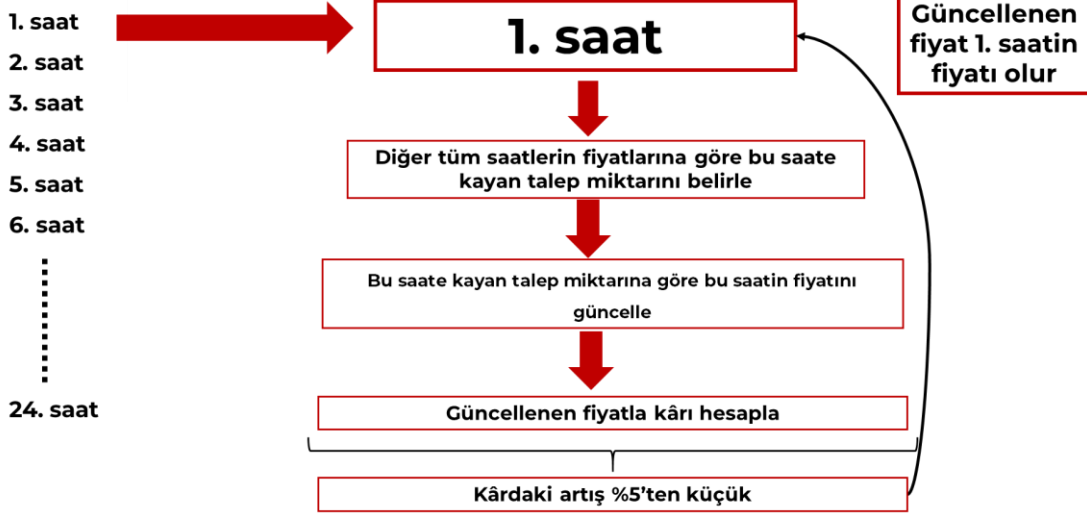 1. saat
2. saat
3. saat
4. saat
5. saat
6. saat
24. saat
1. saat
Güncellenen
fiyat 1. saatin
fiyatı olur
Diğer tüm saatlerin fiyatlarına göre bu saate
kayan talep miktarını belirle
Bu saate kayan talep miktarına göre bu saatin fiyatını
güncelle
Güncellenen fiyatla kârı hesapla
Kârdaki artış %5’ten küçük